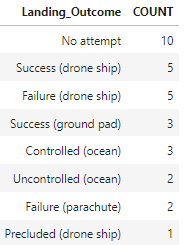 Landing_Outcome COUNT
No attempt 10
Success (drone ship) 5
Failure (drone ship) 5
Success (ground pad) 3
Controlled (ocean) 3
Uncontrolled (ocean) 2
Failure (parachute) 2
Precluded (drone ship) 1